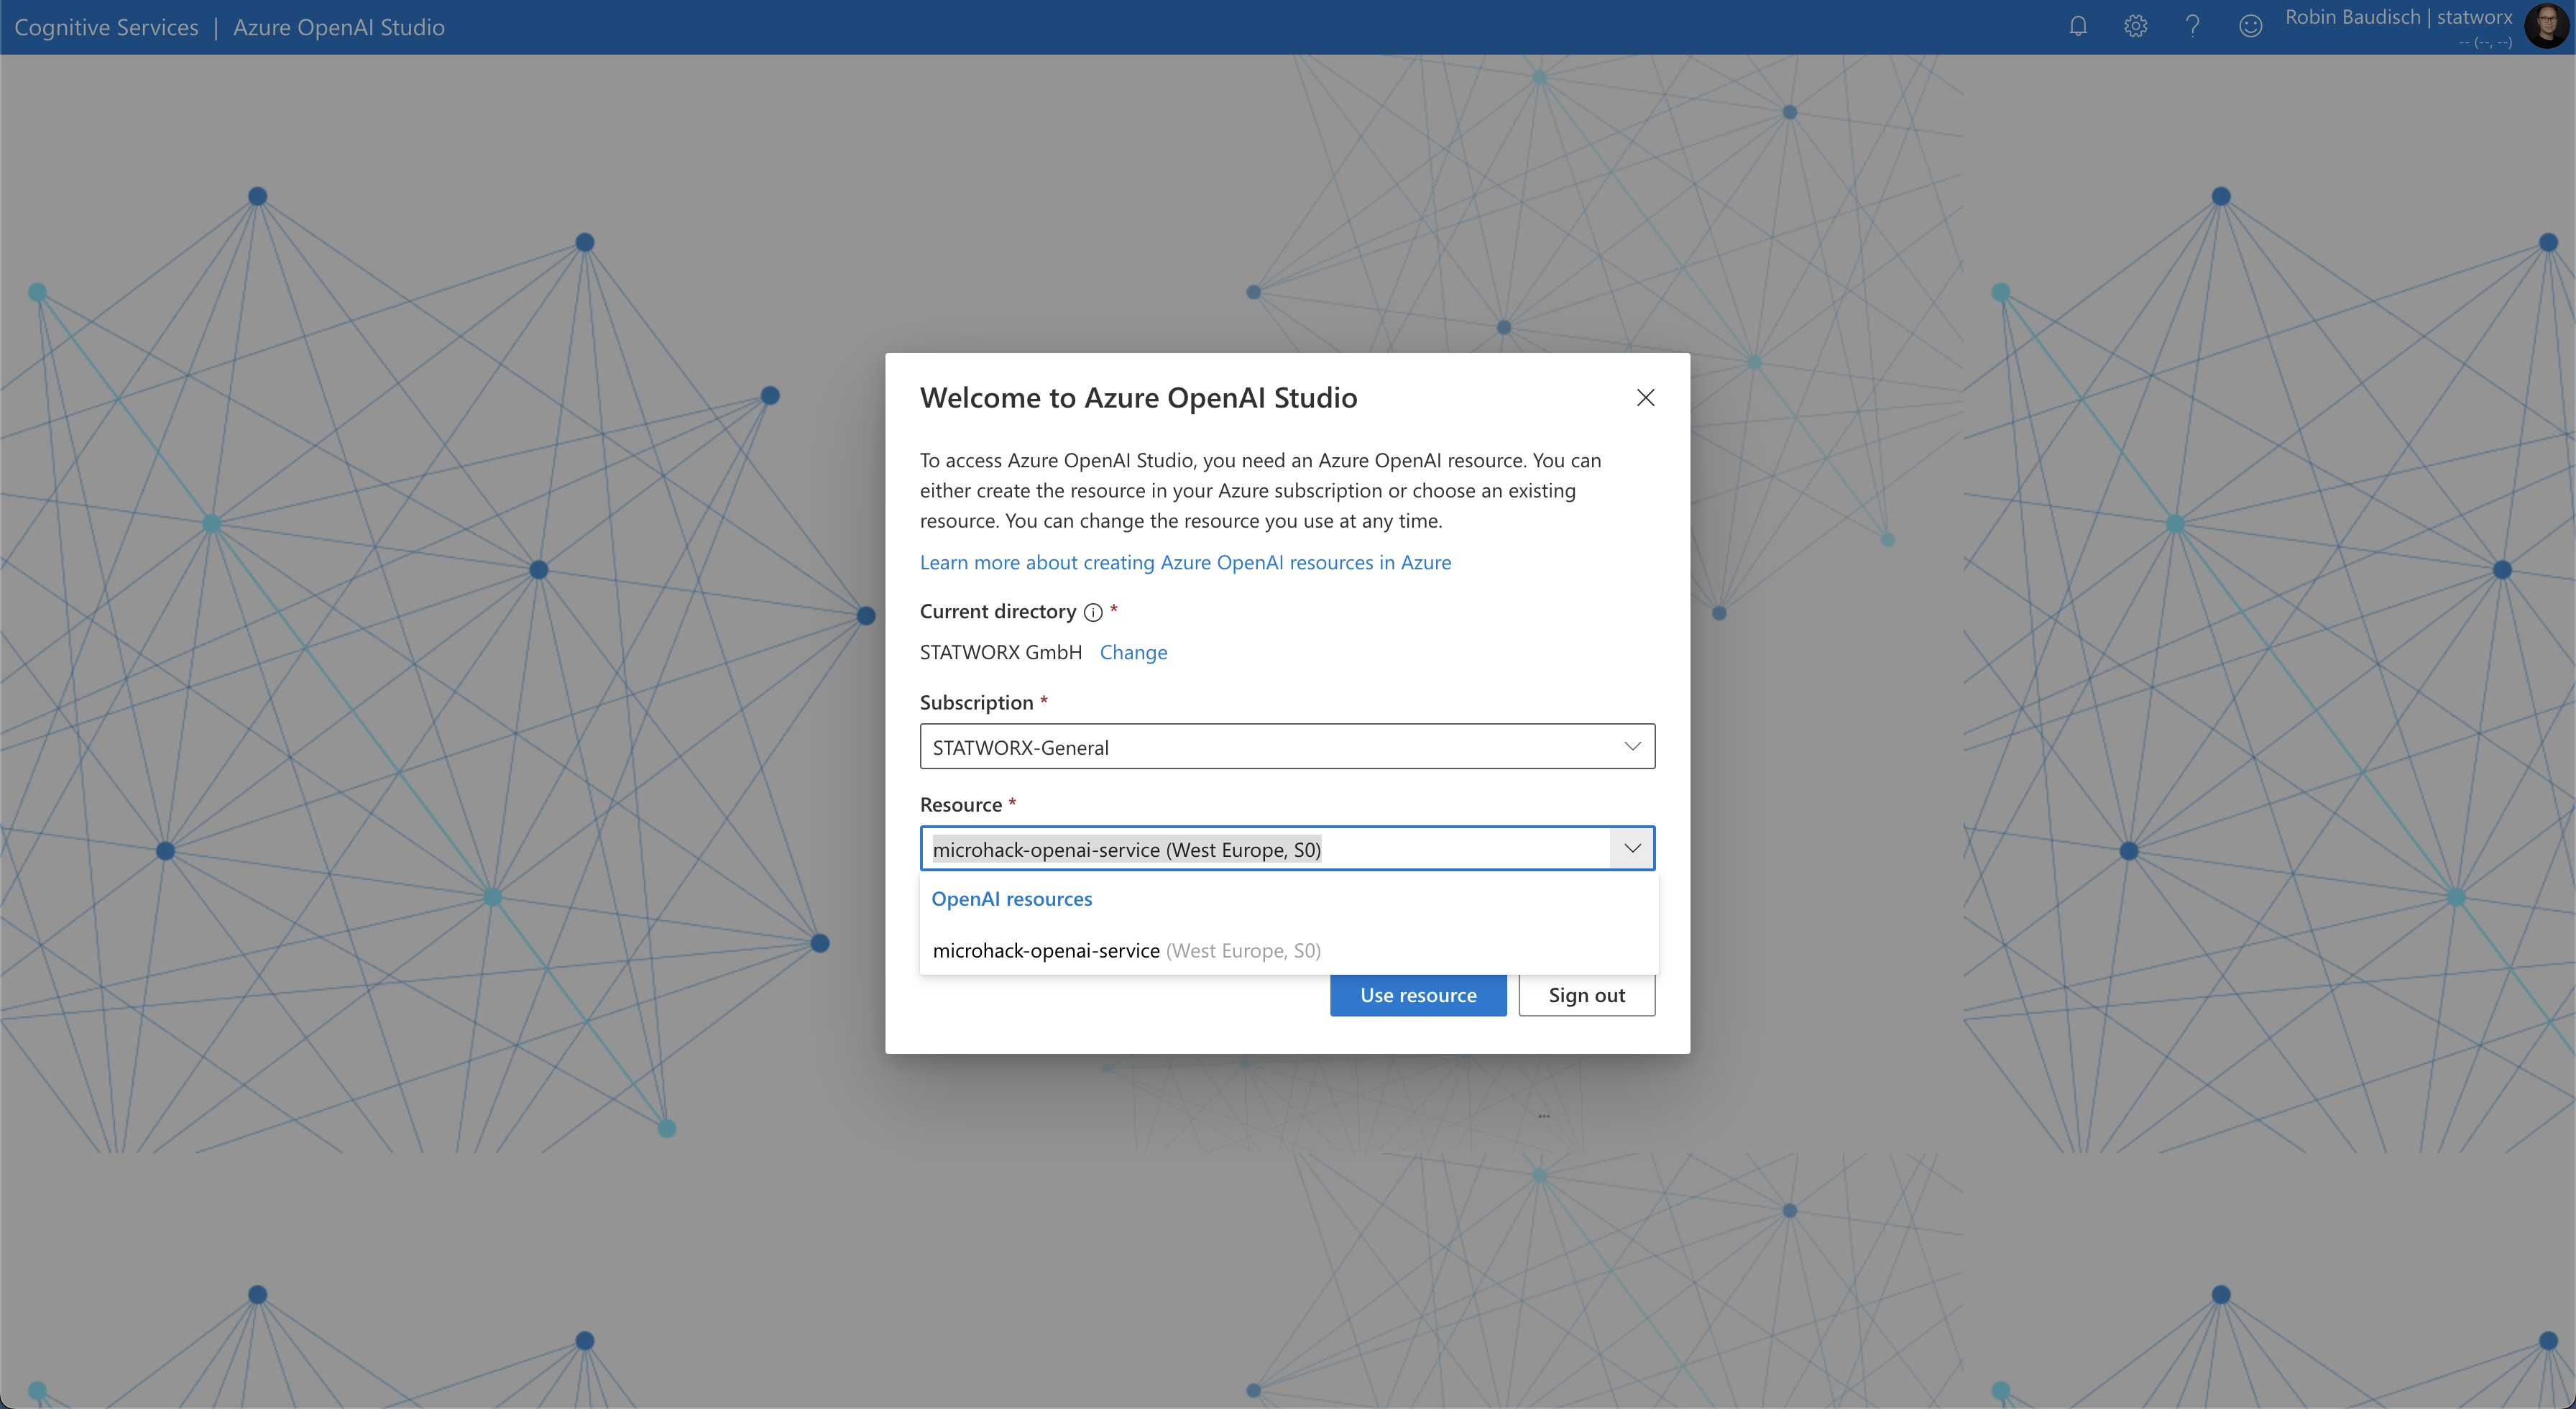 Cognitive Services | Azure OpenAI Studio
Robin Baudisch | statworx
-- (--, --)
Welcome to Azure OpenAI Studio
To access Azure OpenAI Studio, you need an Azure OpenAI resource. You can
either create the resource in your Azure subscription or choose an existing
resource. You can change the resource you use at any time.
Learn more about creating Azure OpenAI resources in Azure
Current directory *
STATWORX GmbH Change
Subscription *
STATWORX-General
Resource *
microhack-openai-service (West Europe, S0)
OpenAI resources
microhack-openai-service (West Europe, S0)
Use resource Sign out